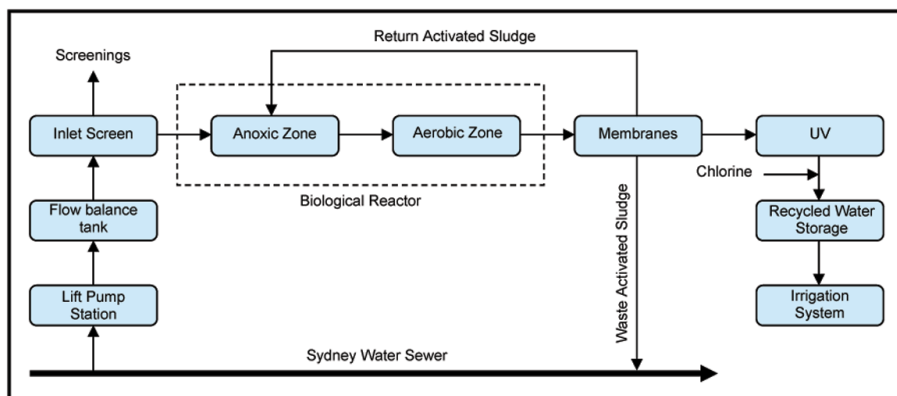 Return Activated Sludge
Screenings
Inlet Screen
Anoxic Zone
Aerobic Zone
Membranes
UV
Chlorine
Biological Reactor
Flow balance
tank
Recycled Water
Storage
Waste Activated Sludge
Lift Pump
Station
Irrigation
System
Sydney Water Sewer